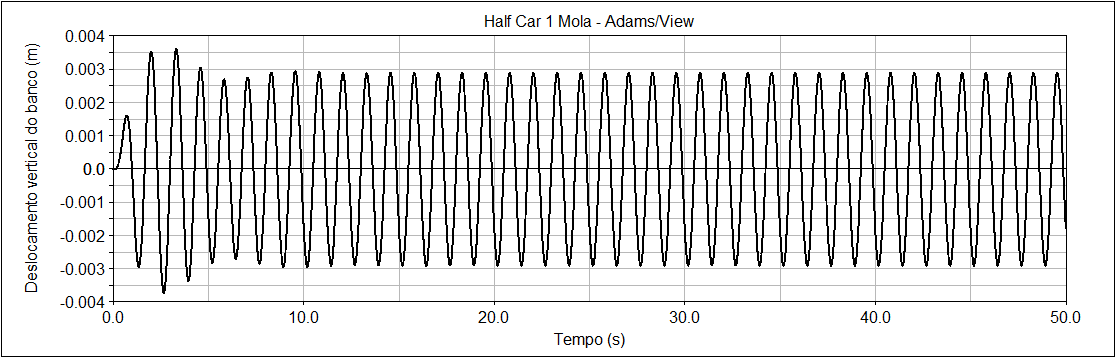 Half Car 1 Mola - Adams/View
Deslocamento vertical do banco (m)
0.004
0.003
0.002
0.001
0.0
-0.001
-0.002
-0.003
-0.004
0.0 10.0 20.0 30.0 40.0 50.0
Tempo (s)